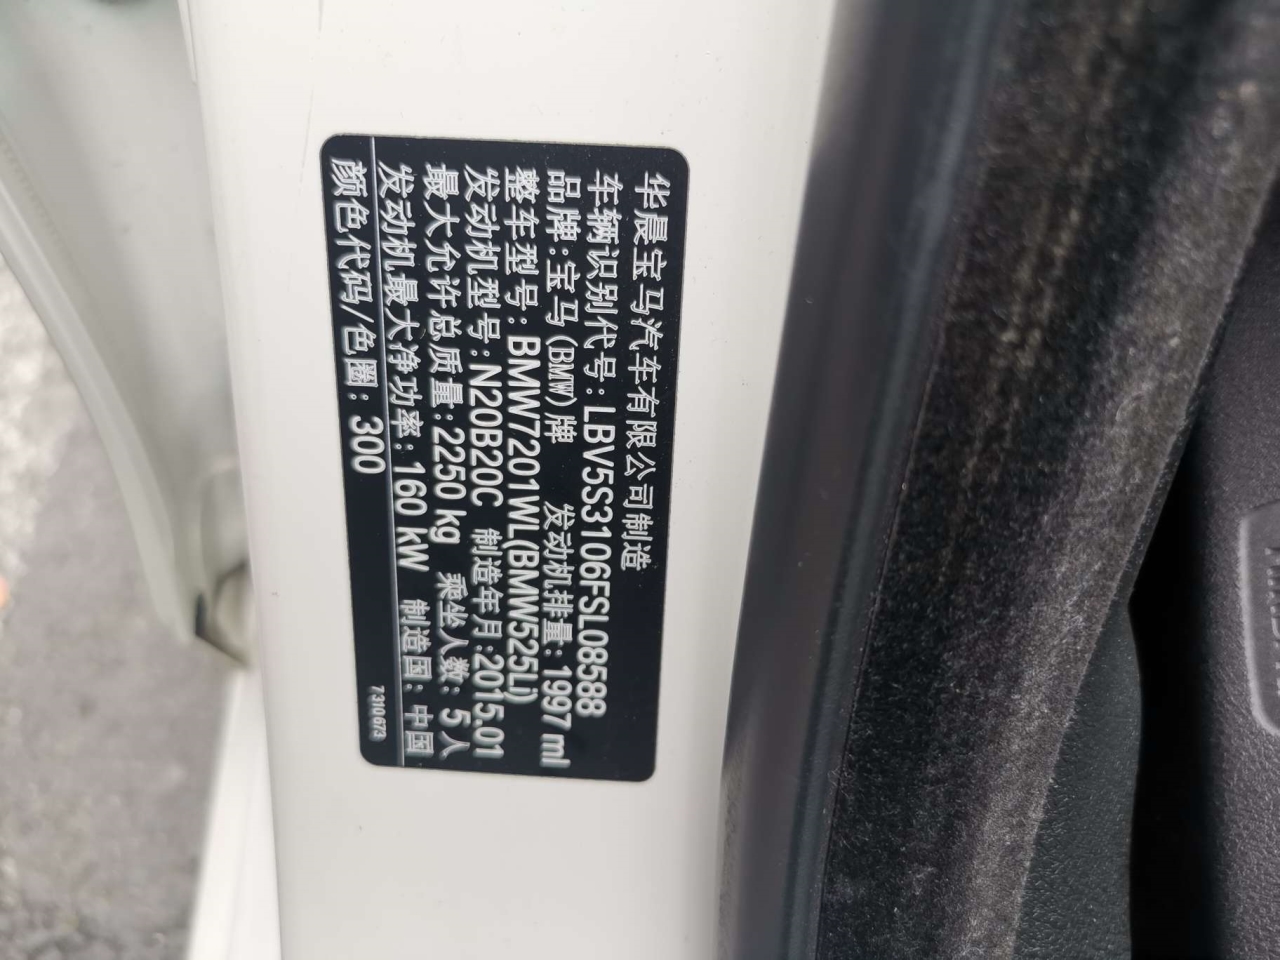 华晨宝马汽车有限公司制造
车辆识别代号: LBV5S3106FSL08588
品牌: 宝马(BMW)牌 发动机排量: 1997 ml
整车型号: BMW7201WL(BMW525Li)
发动机型号: N20B20C 制造年月: 2015.01
最大允许总质量: 2250 kg 乘坐人数: 5 人
发动机最大净功率: 160 kW 制造国: 中国
颜色代码/色圈: 300 7310673